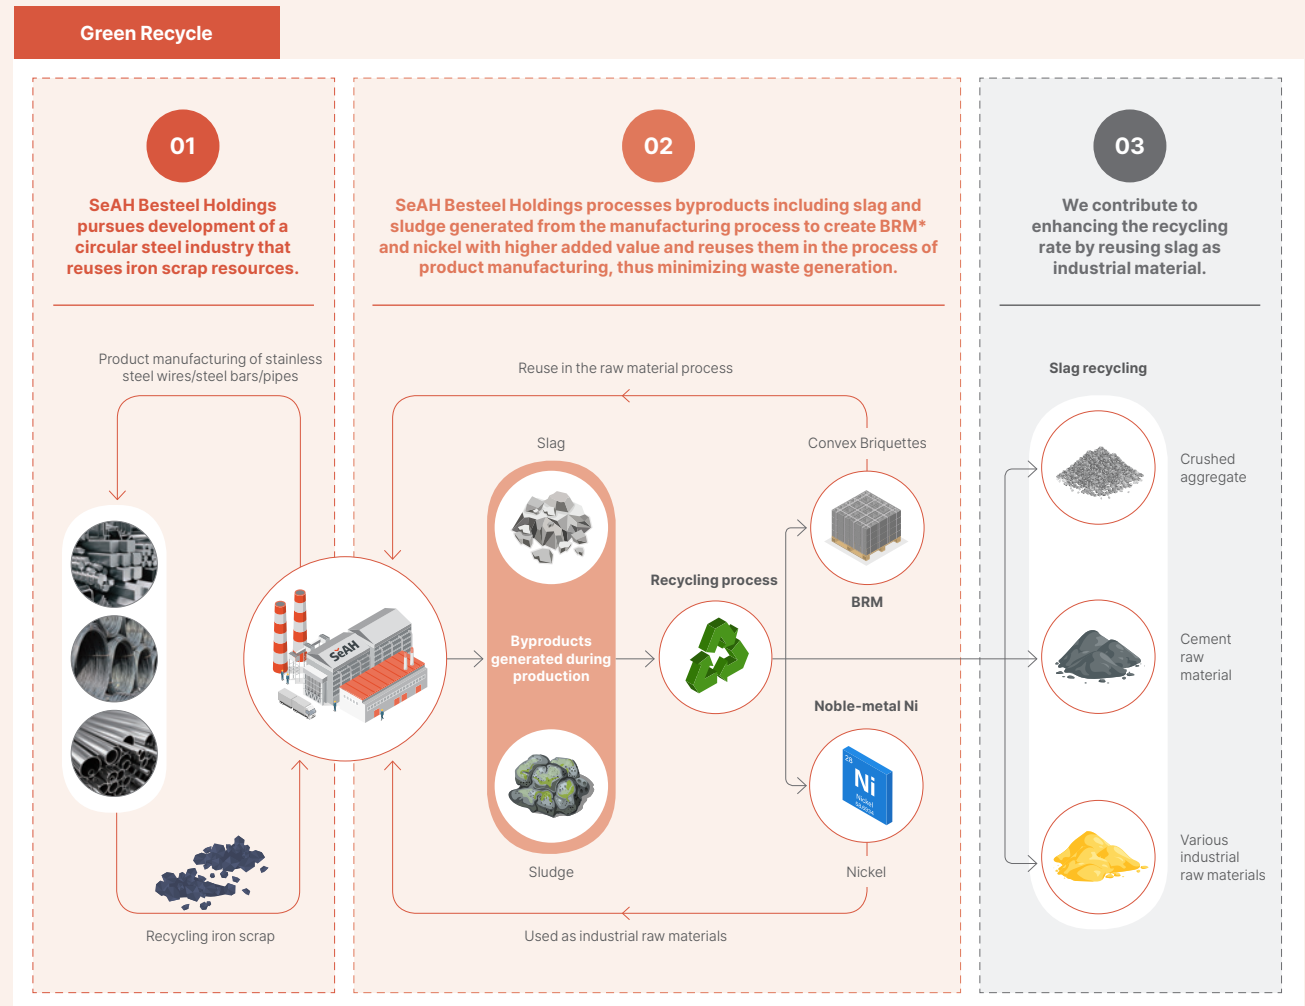 Green Recycle
01
SeAH Besteel Holdings
pursues development of a
circular steel industry that
reuses iron scrap resources.
Product manufacturing of stainless
steel wires/steel bars/pipes
Recycling iron scrap
SeAH
02
SeAH Besteel Holdings processes byproducts including slag and
sludge generated from the manufacturing process to create BRM*
and nickel with higher added value and reuses them in the process of
product manufacturing, thus minimizing waste generation.
Reuse in the raw material process
Slag
Byproducts
generated during
production
Sludge
Recycling process
Convex Briquettes
BRM
Noble-metal Ni
28
Ni
Nickel
Nickel
Used as industrial raw materials
03
We contribute to
enhancing the recycling
rate by reusing slag as
industrial material.
Slag recycling
Crushed
aggregate
Cement
raw
material
Various
industrial
raw materials